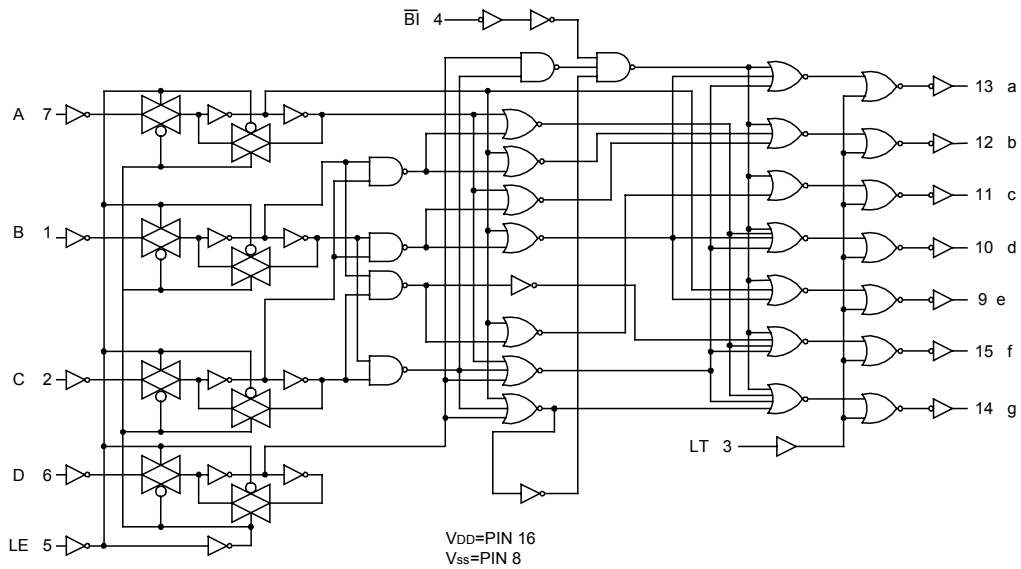 B̅I̅ 4
A 7
13 a
12 b
B 1
11 c
10 d
9 e
C 2
15 f
14 g
LT 3
D 6
LE 5
VDD=PIN 16
Vss=PIN 8